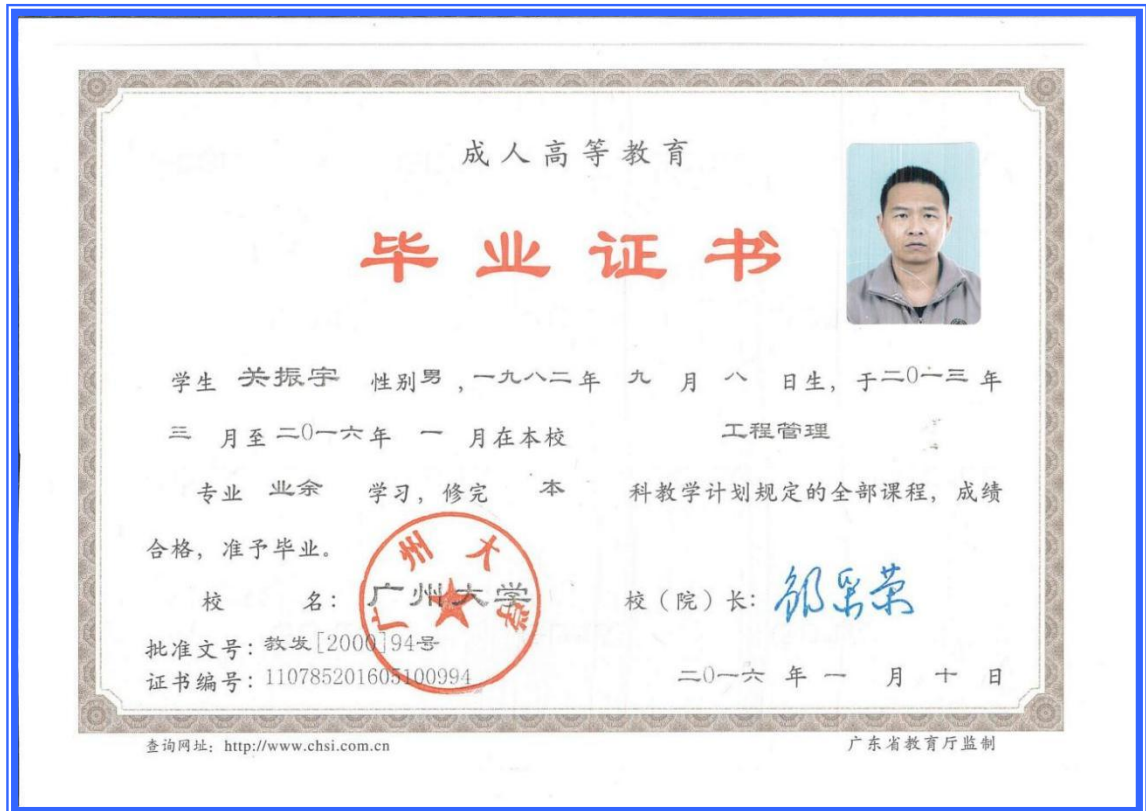 成人高等教育
毕业证书
学生 关振宇 性别 男 , 一九八二 年 九 月 八 日生, 于二0一三 年
三 月至 二0一六 年 一 月在本校 工程管理
专业 业余 学习, 修完 本 科教学计划规定的全部课程, 成绩
合格, 准予毕业。
广州大学
校 名: 广州大学 校(院)长:
批准文号: 教发[2000]94号
证书编号: 110785201605100994 二0一六 年 一 月 十 日
查询网址: http://www.chsi.com.cn 广东省教育厅监制